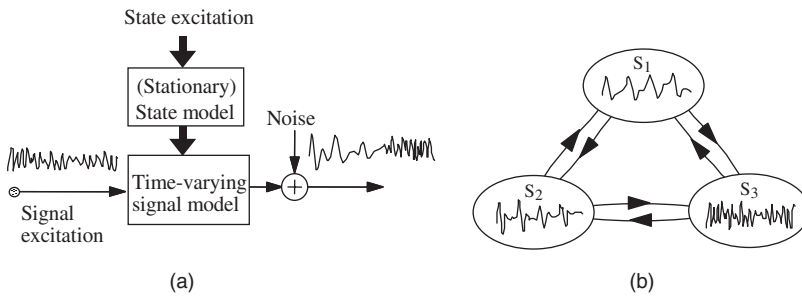 State excitation
(Stationary)
State model
Noise
Time-varying
signal model
+
Signal
excitation
(a)
S1
S2
S3
(b)